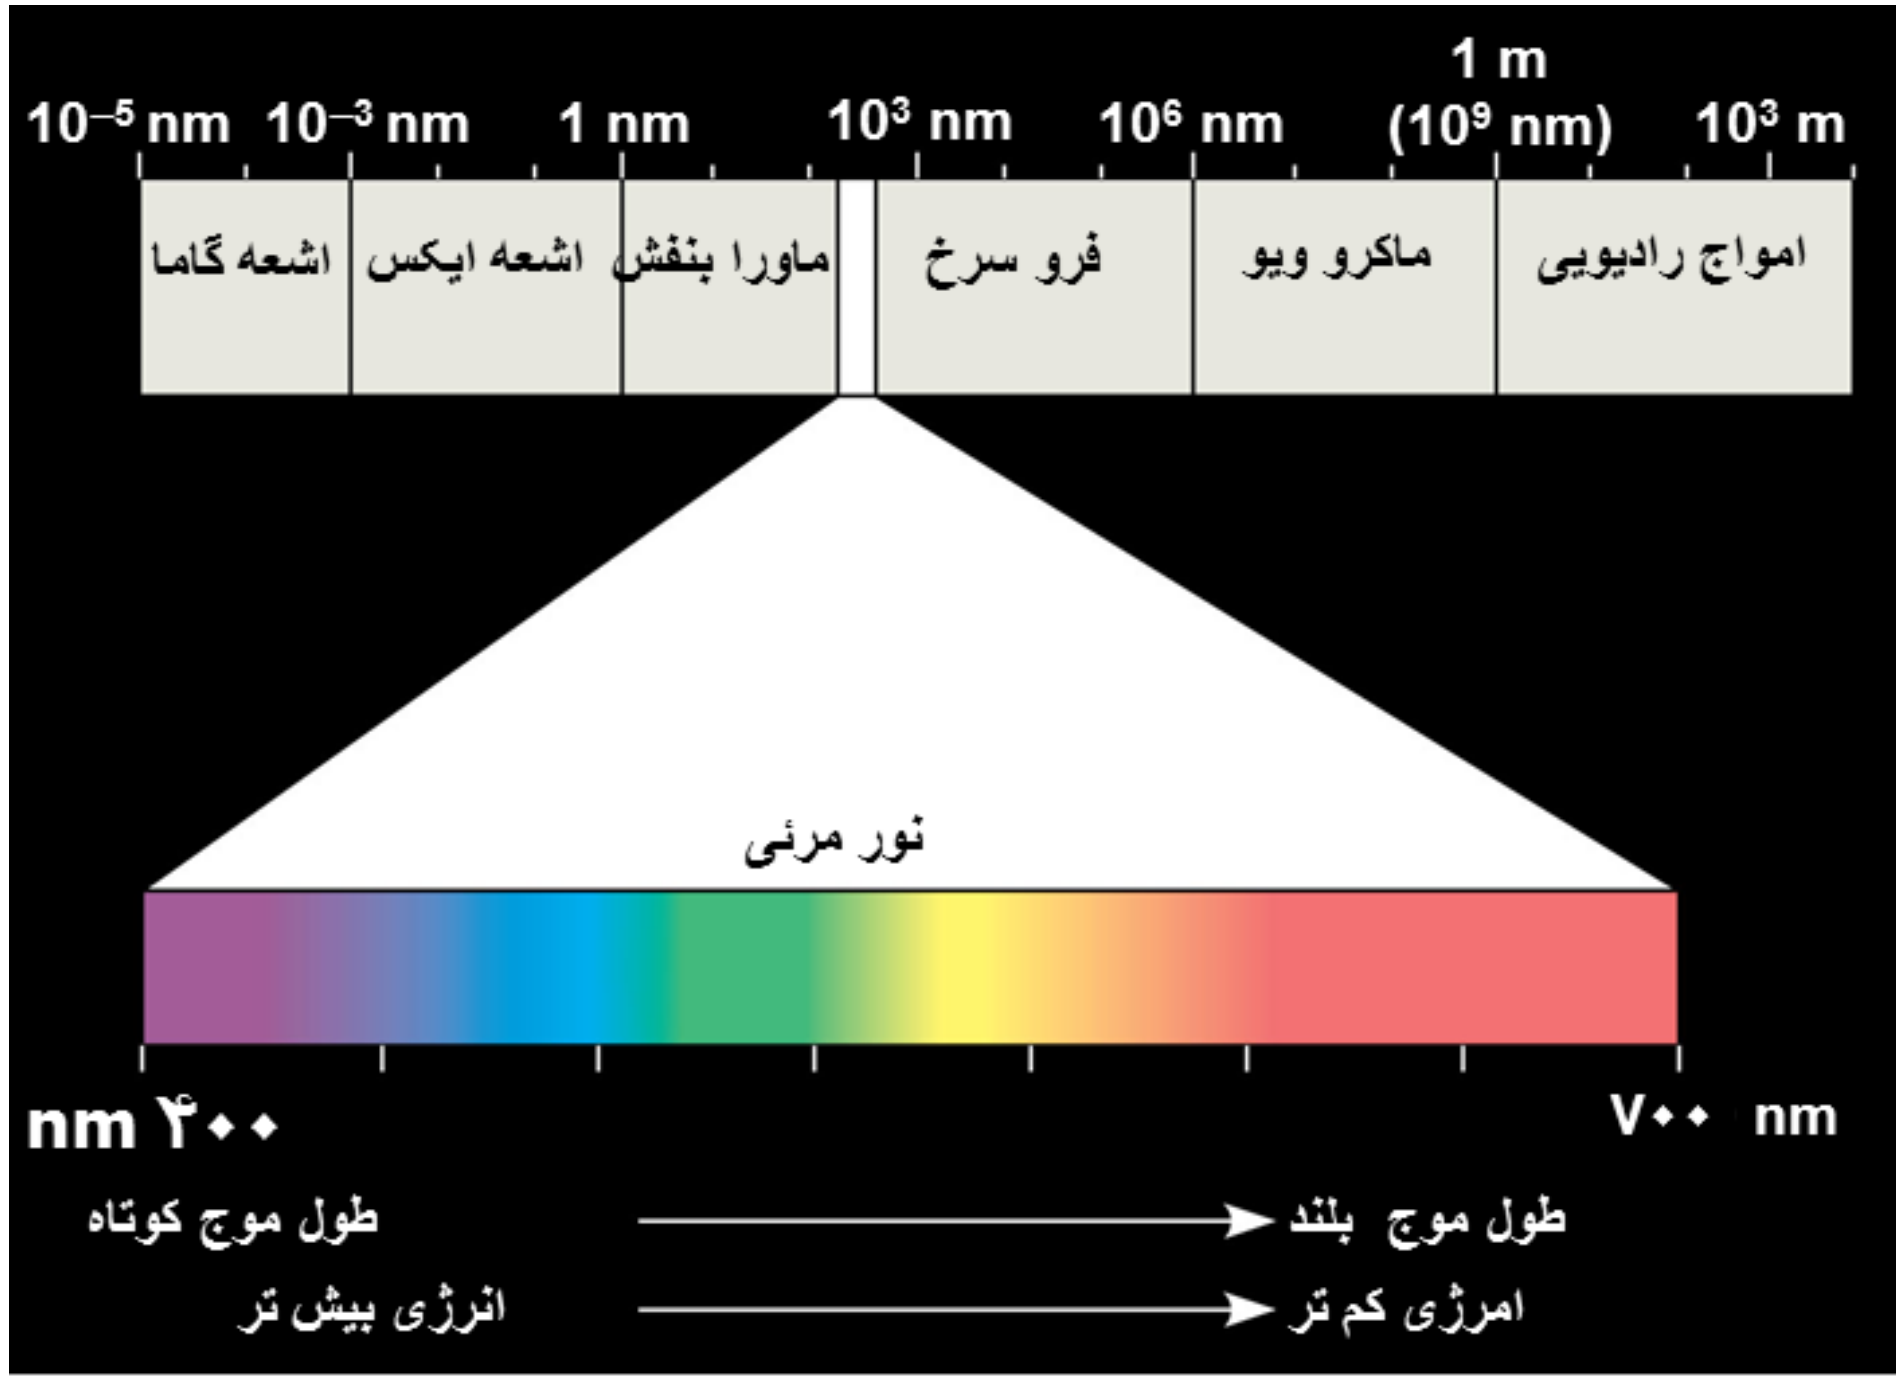 1 m
10⁻⁵ nm 10⁻³ nm 1 nm 10³ nm 10⁶ nm (10⁹ nm) 10³ m
اشعه گاما
اشعه ایکس
ماورا بنفش
فرو سرخ
ماکرو ویو
امواج رادیویی
نور مرئی
nm ۴۰۰
۷۰۰ nm
طول موج کوتاه
طول موج بلند
انرژی بیش تر
امرژی کم تر